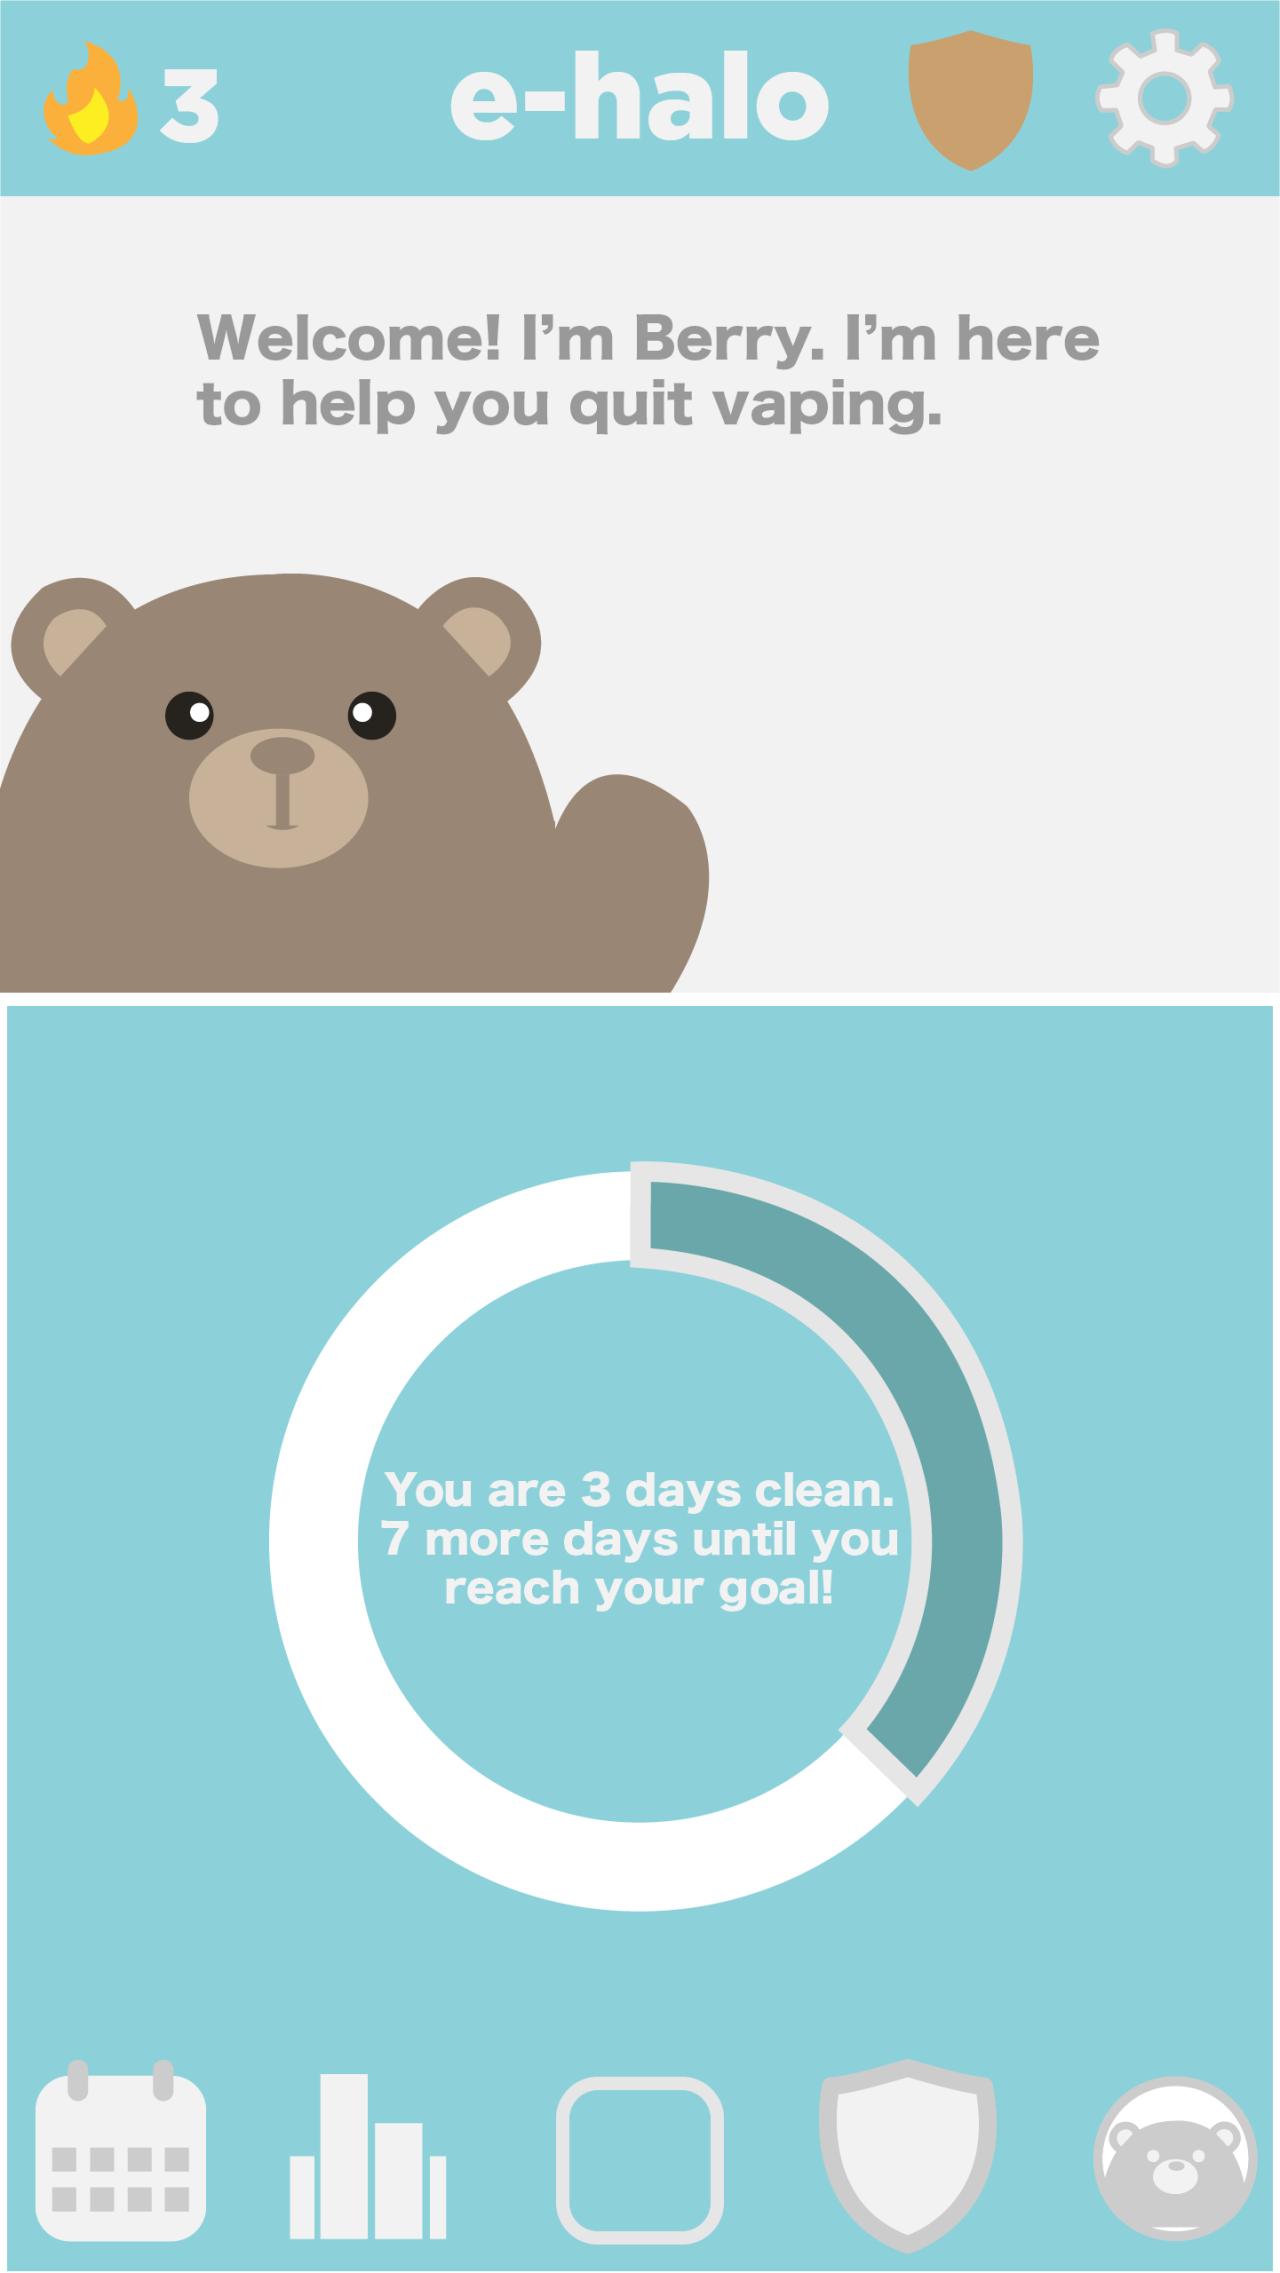 3
e-halo
Welcome! I’m Berry. I’m here
to help you quit vaping.
You are 3 days clean.
7 more days until you
reach your goal!